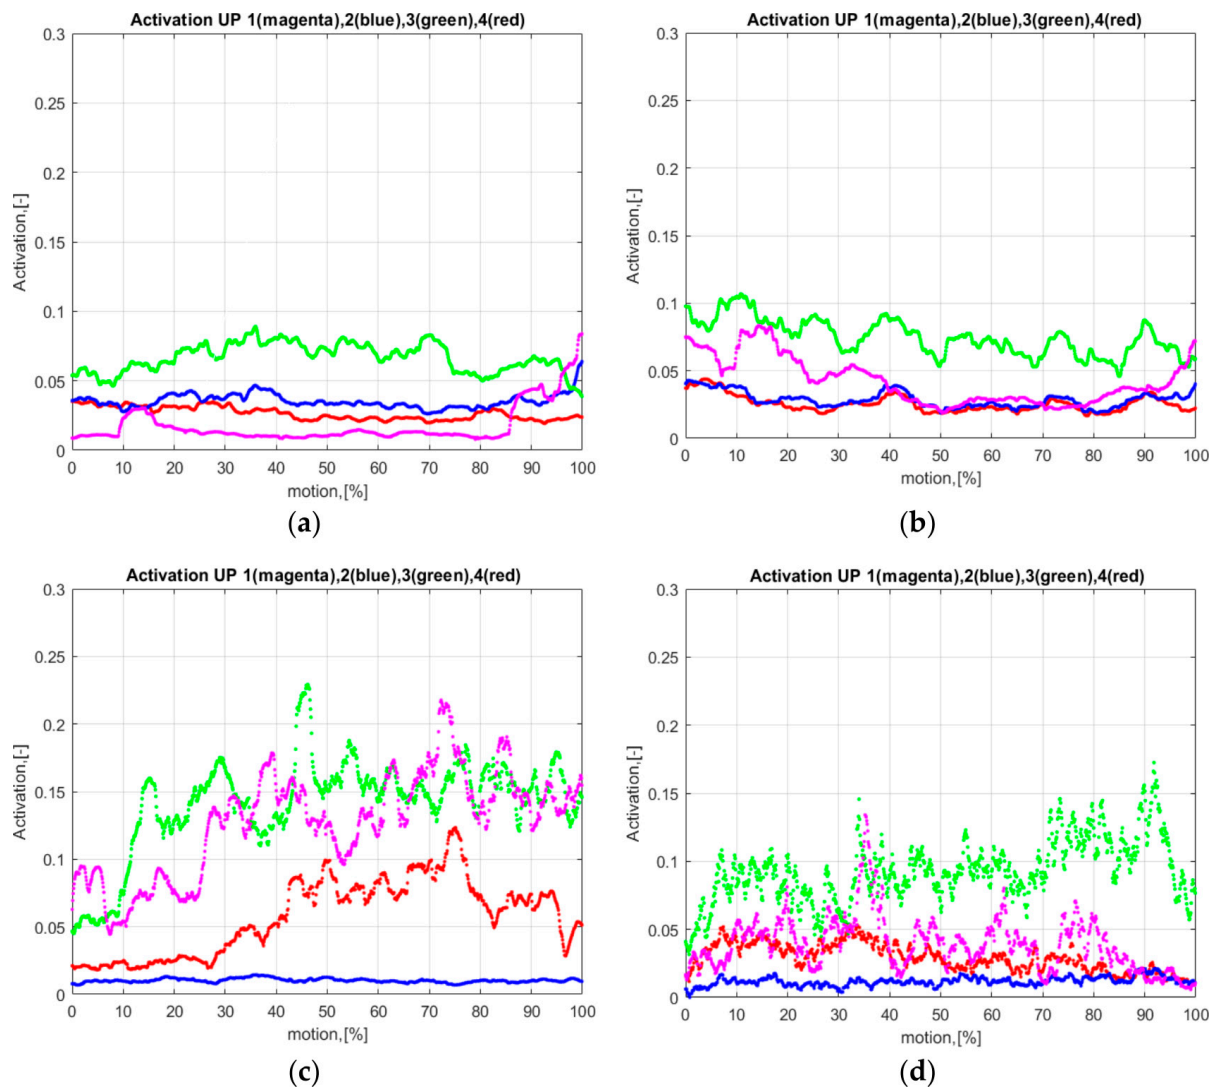 Activation UP 1(magenta),2(blue),3(green),4(red)
0.3
0.25
0.2
0.15
0.1
0.05
0
Activation,[-]
0 10 20 30 40 50 60 70 80 90 100
motion,[%]
(a)
Activation UP 1(magenta),2(blue),3(green),4(red)
0.3
0.25
0.2
0.15
0.1
0.05
0
Activation,[-]
0 10 20 30 40 50 60 70 80 90 100
motion,[%]
(b)
Activation UP 1(magenta),2(blue),3(green),4(red)
0.3
0.25
0.2
0.15
0.1
0.05
0
Activation,[-]
0 10 20 30 40 50 60 70 80 90 100
motion,[%]
(c)
Activation UP 1(magenta),2(blue),3(green),4(red)
0.3
0.25
0.2
0.15
0.1
0.05
0
Activation,[-]
0 10 20 30 40 50 60 70 80 90 100
motion,[%]
(d)